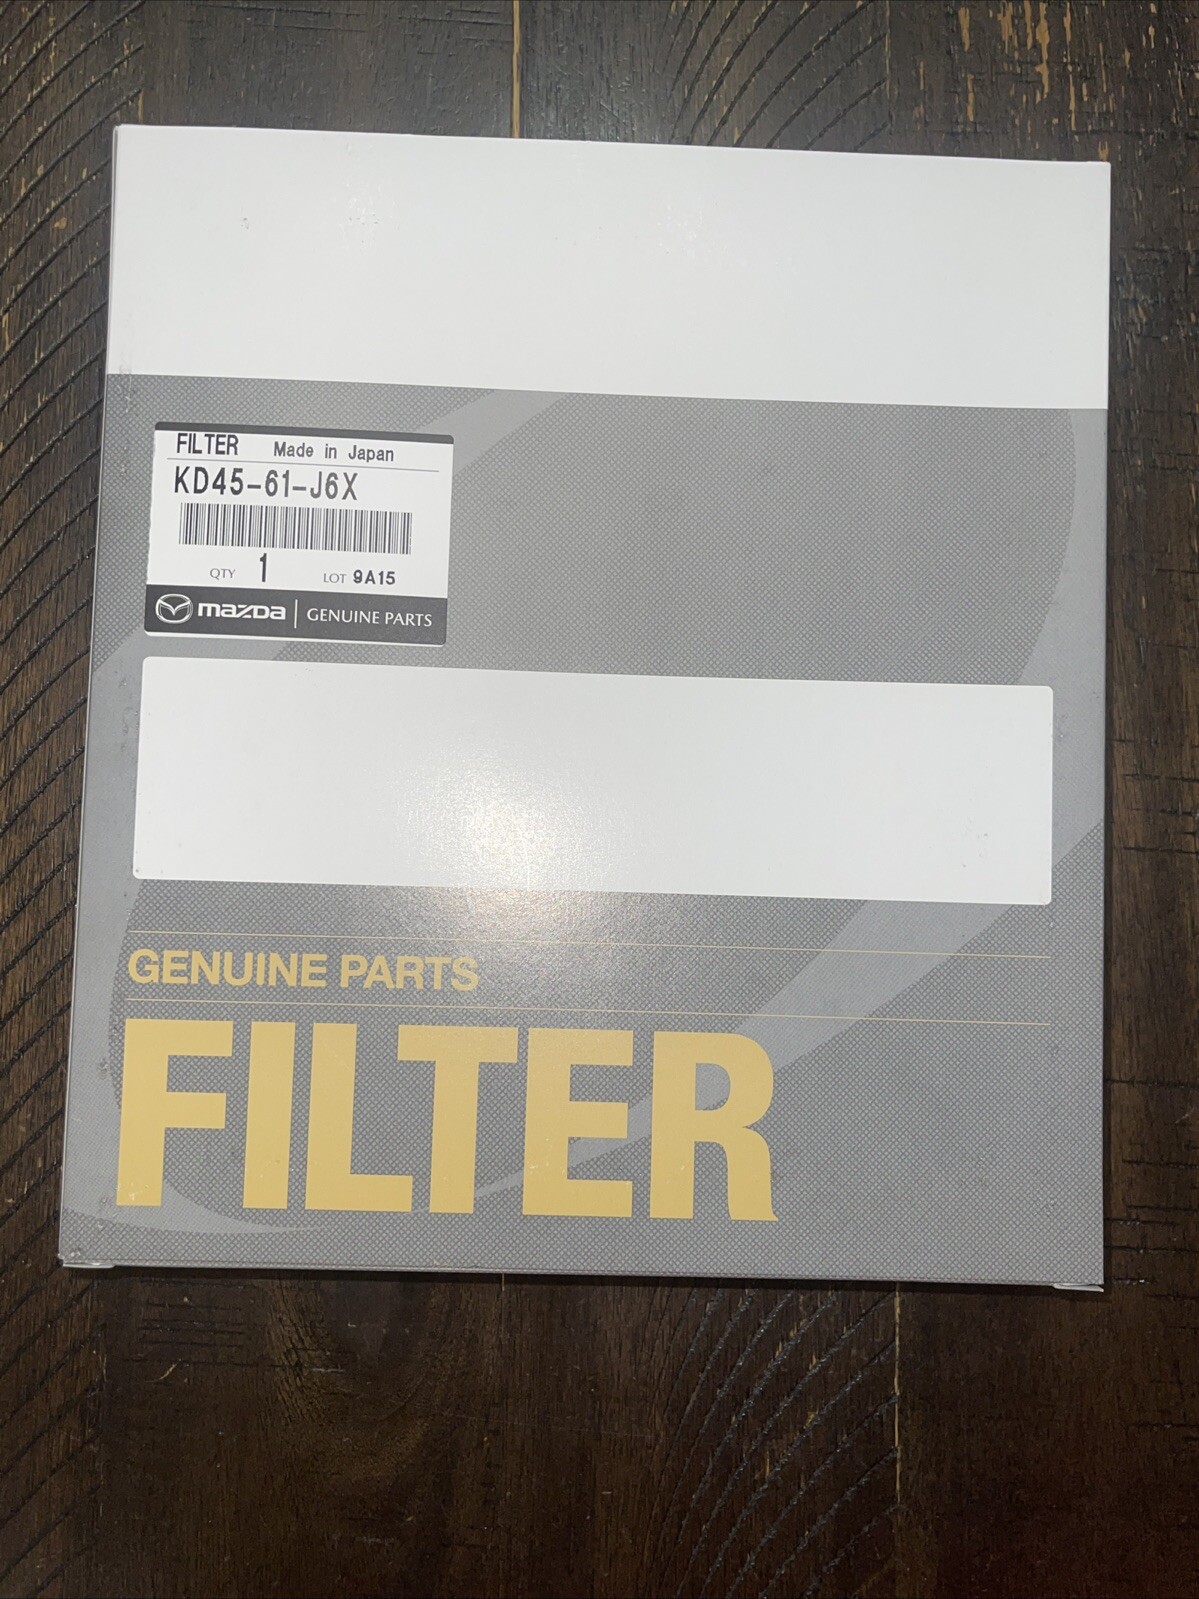 FILTER Made in Japan
KD45-61-J6X
QTY 1 LOT 9A15
mazda GENUINE PARTS
GENUINE PARTS
FILTER